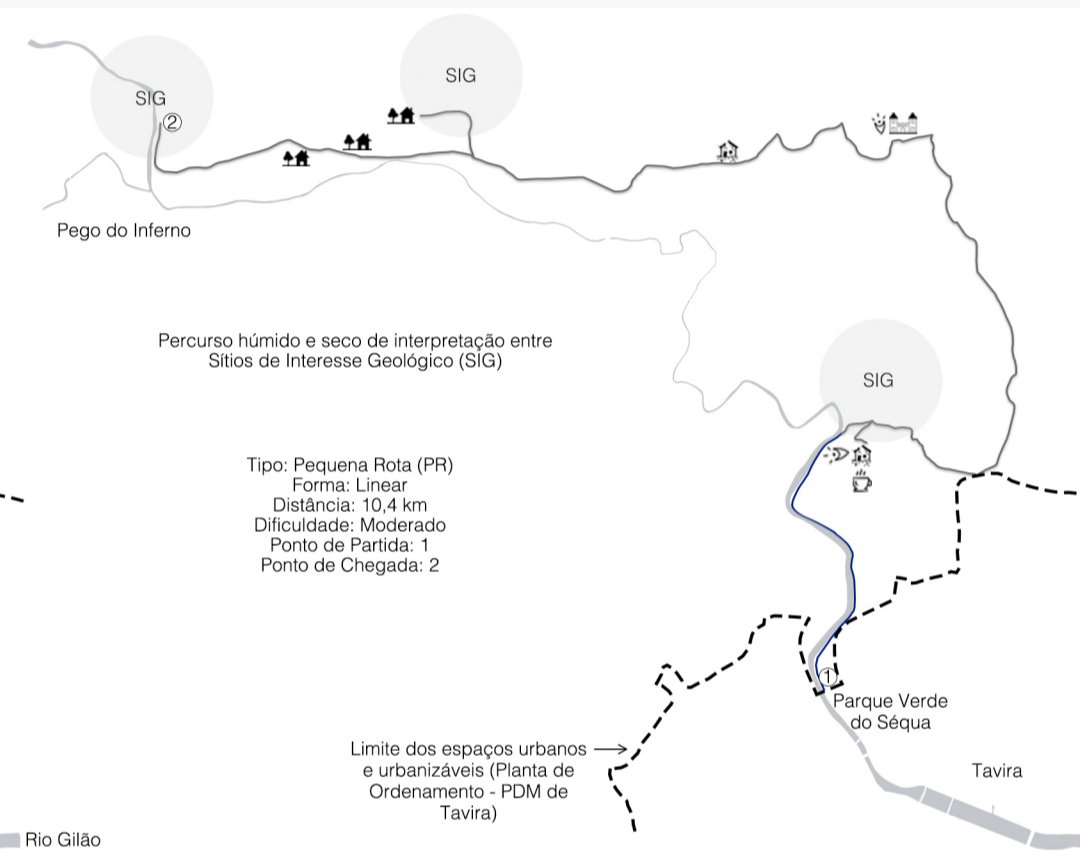 SIG
SIG
②
Pego do Inferno
Percurso húmido e seco de interpretação entre
Sítios de Interesse Geológico (SIG)
SIG
Tipo: Pequena Rota (PR)
Forma: Linear
Distância: 10,4 km
Dificuldade: Moderado
Ponto de Partida: 1
Ponto de Chegada: 2
①
Parque Verde
do Séqua
Limite dos espaços urbanos
e urbanizáveis (Planta de
Ordenamento - PDM de
Tavira)
Tavira
Rio Gilão